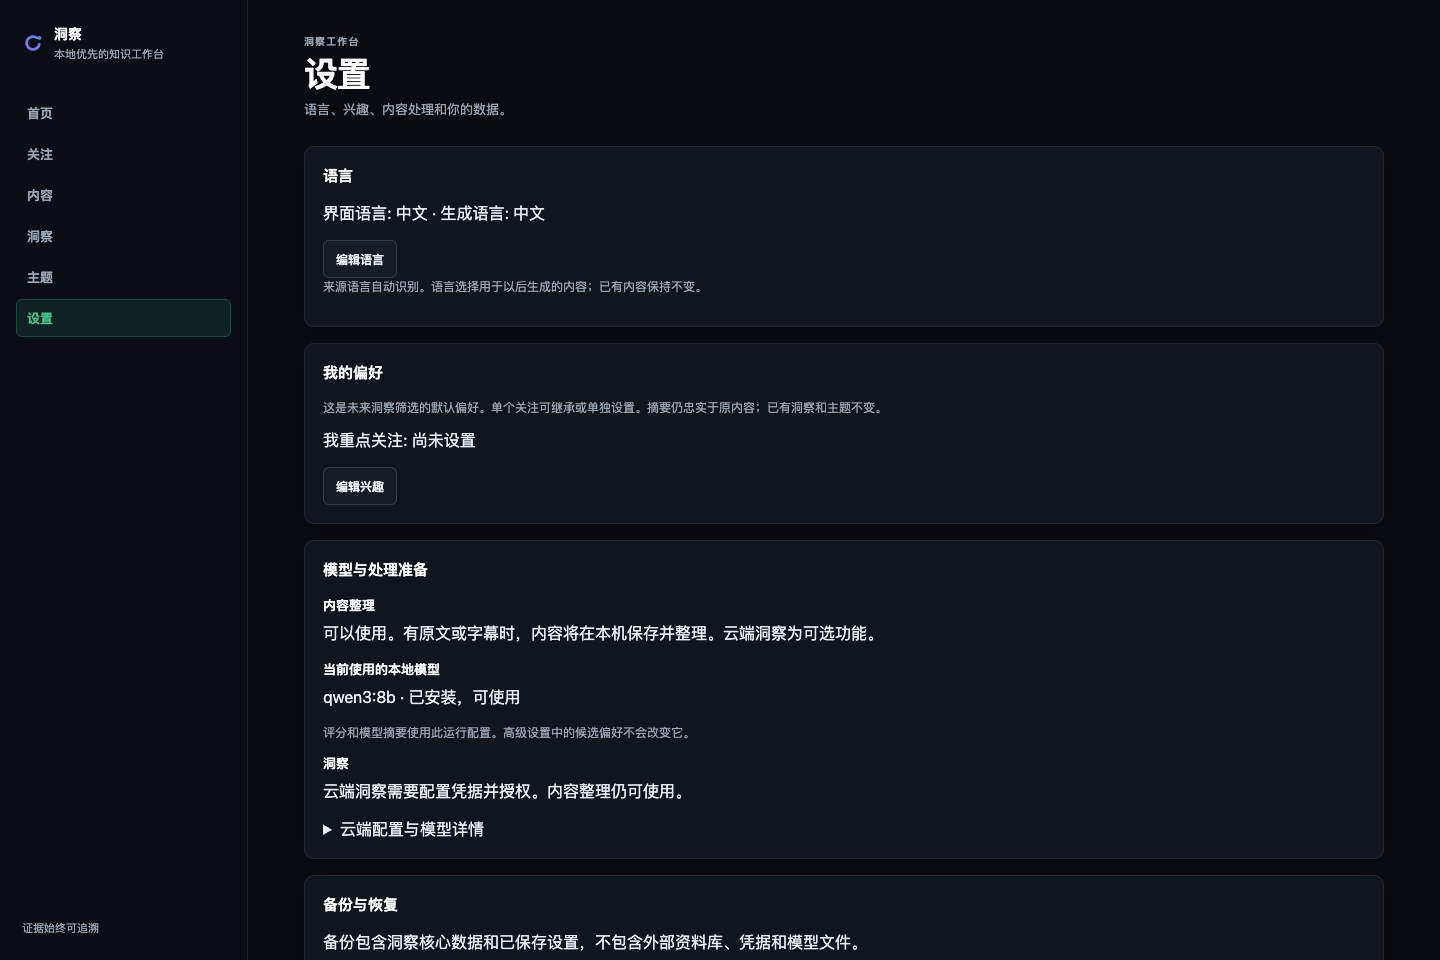 洞察
本地优先的知识工作台
首页
关注
内容
洞察
主题
设置
证据始终可追溯
洞察工作台
设置
语言、兴趣、内容处理和你的数据。
语言
界面语言: 中文 · 生成语言: 中文
编辑语言
来源语言自动识别。语言选择用于以后生成的内容；已有内容保持不变。
我的偏好
这是未来洞察筛选的默认偏好。单个关注可继承或单独设置。摘要仍忠实于原内容；已有洞察和主题不变。
我重点关注: 尚未设置
编辑兴趣
模型与处理准备
内容整理
可以使用。有原文或字幕时，内容将在本机保存并整理。云端洞察为可选功能。
当前使用的本地模型
qwen3:8b · 已安装，可使用
评分和模型摘要使用此运行配置。高级设置中的候选偏好不会改变它。
洞察
云端洞察需要配置凭据并授权。内容整理仍可使用。
云端配置与模型详情
备份与恢复
备份包含洞察核心数据和已保存设置，不包含外部资料库、凭据和模型文件。